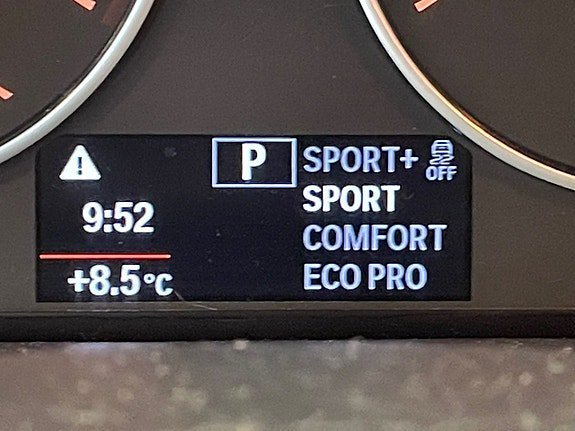 P SPORT+ OFF
9:52 SPORT
COMFORT
+8.5°C ECO PRO